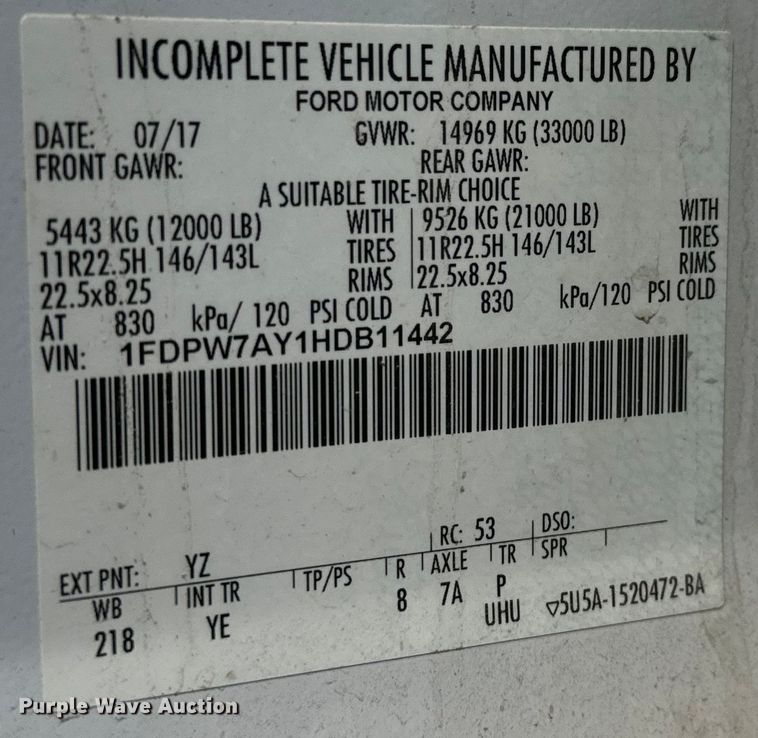 INCOMPLETE VEHICLE MANUFACTURED BY
FORD MOTOR COMPANY
DATE: 07/17 GVWR: 14969 KG (33000 LB)
FRONT GAWR: REAR GAWR:
A SUITABLE TIRE-RIM CHOICE
5443 KG (12000 LB) WITH 9526 KG (21000 LB) WITH
11R22.5H 146/143L TIRES 11R22.5H 146/143L TIRES
22.5x8.25 RIMS 22.5x8.25 RIMS
AT 830 kPa/ 120 PSI COLD AT 830 kPa/120 PSI COLD
VIN: 1FDPW7AY1HDB11442
RC: 53 DSO:
EXT PNT: YZ
WB INT TR TP/PS R AXLE TR SPR
218 YE 8 7A P
UHU ▽5U5A-1520472-BA
Purple Wave Auction